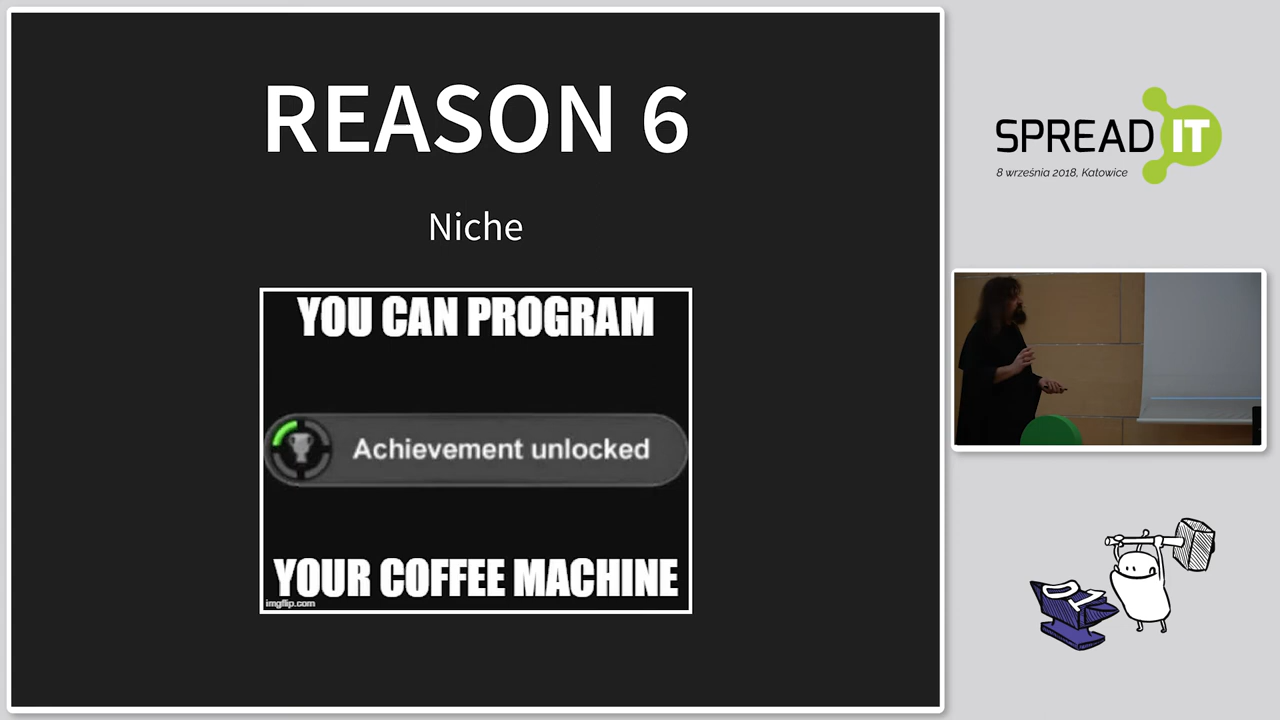 REASON 6
Niche
YOU CAN PROGRAM
Achievement unlocked
YOUR COFFEE MACHINE
imgflip.com
SPREAD IT
8 września 2018, Katowice
01